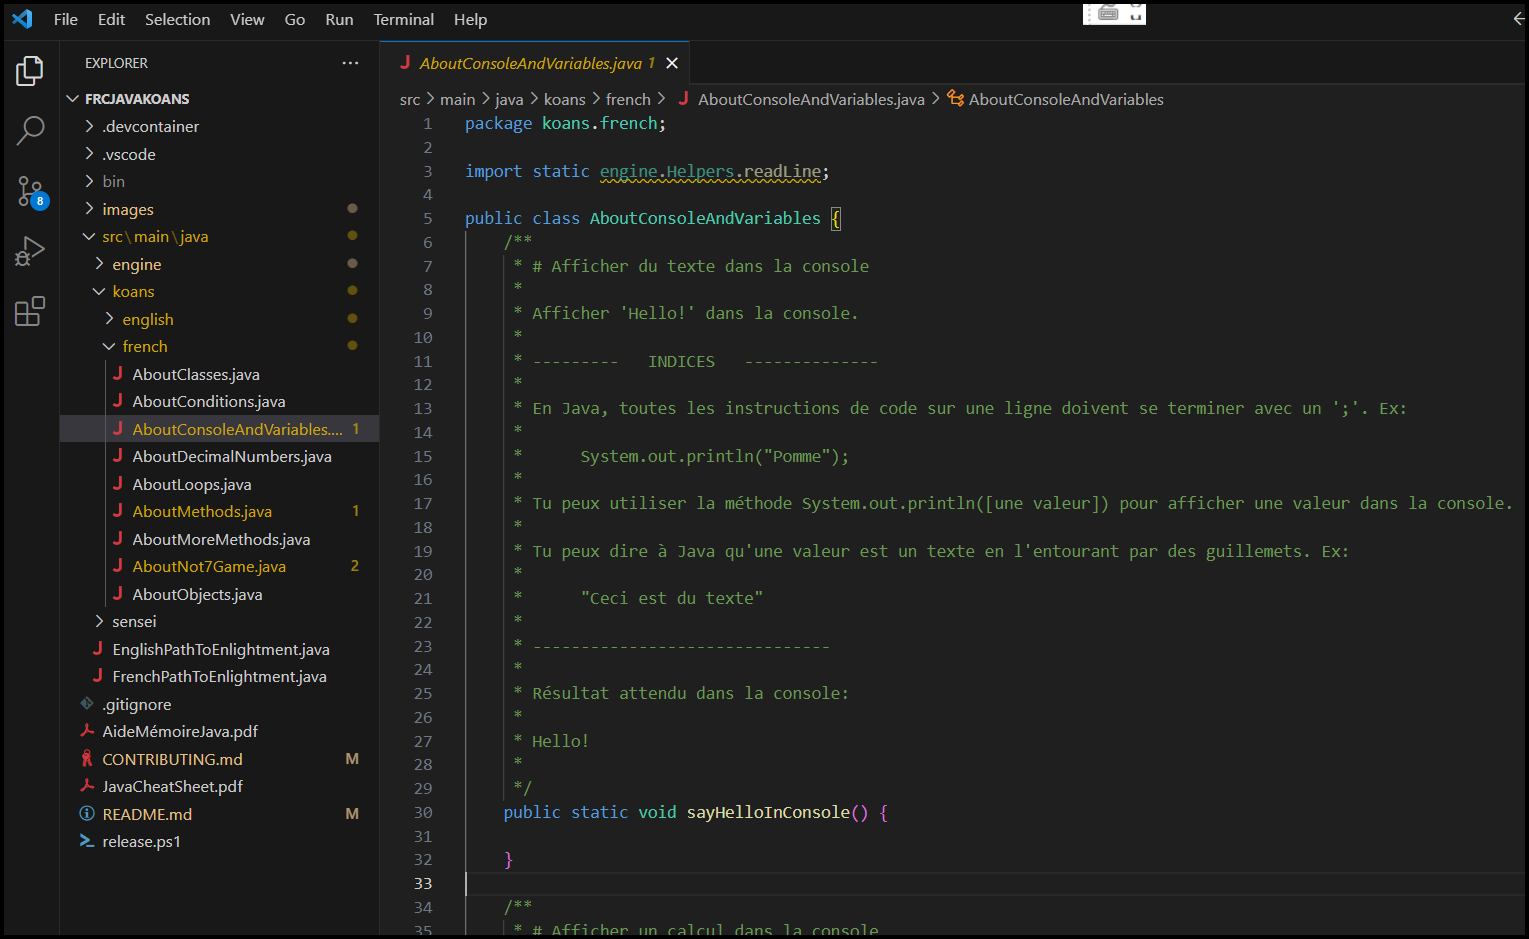 File Edit Selection View Go Run Terminal Help
EXPLORER ...
FRCJAVAKOANS
.devcontainer
.vscode
bin
images
src\main\java
engine
koans
english
french
AboutClasses.java
AboutConditions.java
AboutConsoleAndVariables.... 1
AboutDecimalNumbers.java
AboutLoops.java
AboutMethods.java 1
AboutMoreMethods.java
AboutNot7Game.java 2
AboutObjects.java
sensei
EnglishPathToEnlightment.java
FrenchPathToEnlightment.java
.gitignore
AideMémoireJava.pdf
CONTRIBUTING.md M
JavaCheatSheet.pdf
README.md M
release.ps1
8
AboutConsoleAndVariables.java 1
src > main > java > koans > french > AboutConsoleAndVariables.java > AboutConsoleAndVariables
1 package koans.french;
2
3 import static engine.Helpers.readLine;
4
5 public class AboutConsoleAndVariables {
6 /**
7 * # Afficher du texte dans la console
8 *
9 * Afficher 'Hello!' dans la console.
10 *
11 * --------- INDICES --------------
12 *
13 * En Java, toutes les instructions de code sur une ligne doivent se terminer avec un ';'. Ex:
14 *
15 * System.out.println("Pomme");
16 *
17 * Tu peux utiliser la méthode System.out.println([une valeur]) pour afficher une valeur dans la console.
18 *
19 * Tu peux dire à Java qu'une valeur est un texte en l'entourant par des guillemets. Ex:
20 *
21 * "Ceci est du texte"
22 *
23 * -------------------------------
24 *
25 * Résultat attendu dans la console:
26 *
27 * Hello!
28 *
29 */
30 public static void sayHelloInConsole() {
31
32 }
33
34 /**
35 * # Afficher un calcul dans la console